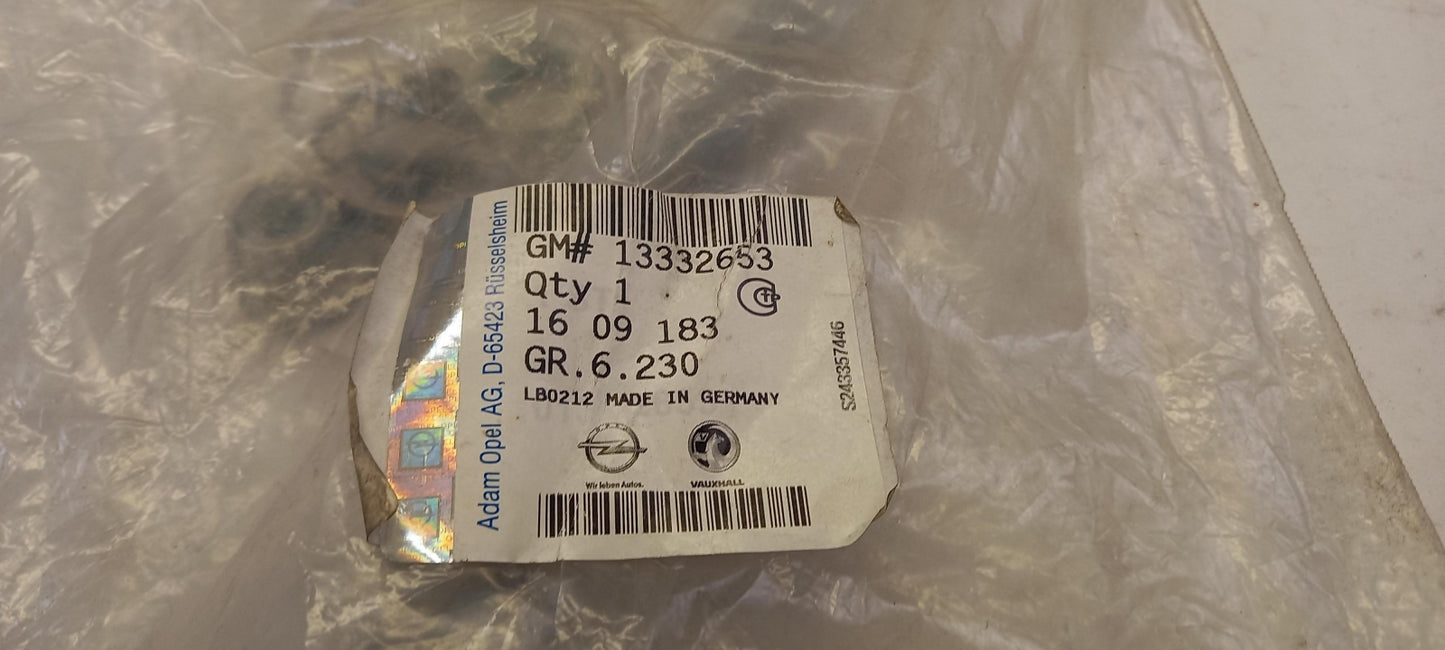 GM# 13332653
Qty 1
16 09 183
GR.6.230
LB0212 MADE IN GERMANY
OPEL
Wir leben Autos.
VAUXHALL
Adam Opel AG, D-65423 Rüsselsheim
S243357446